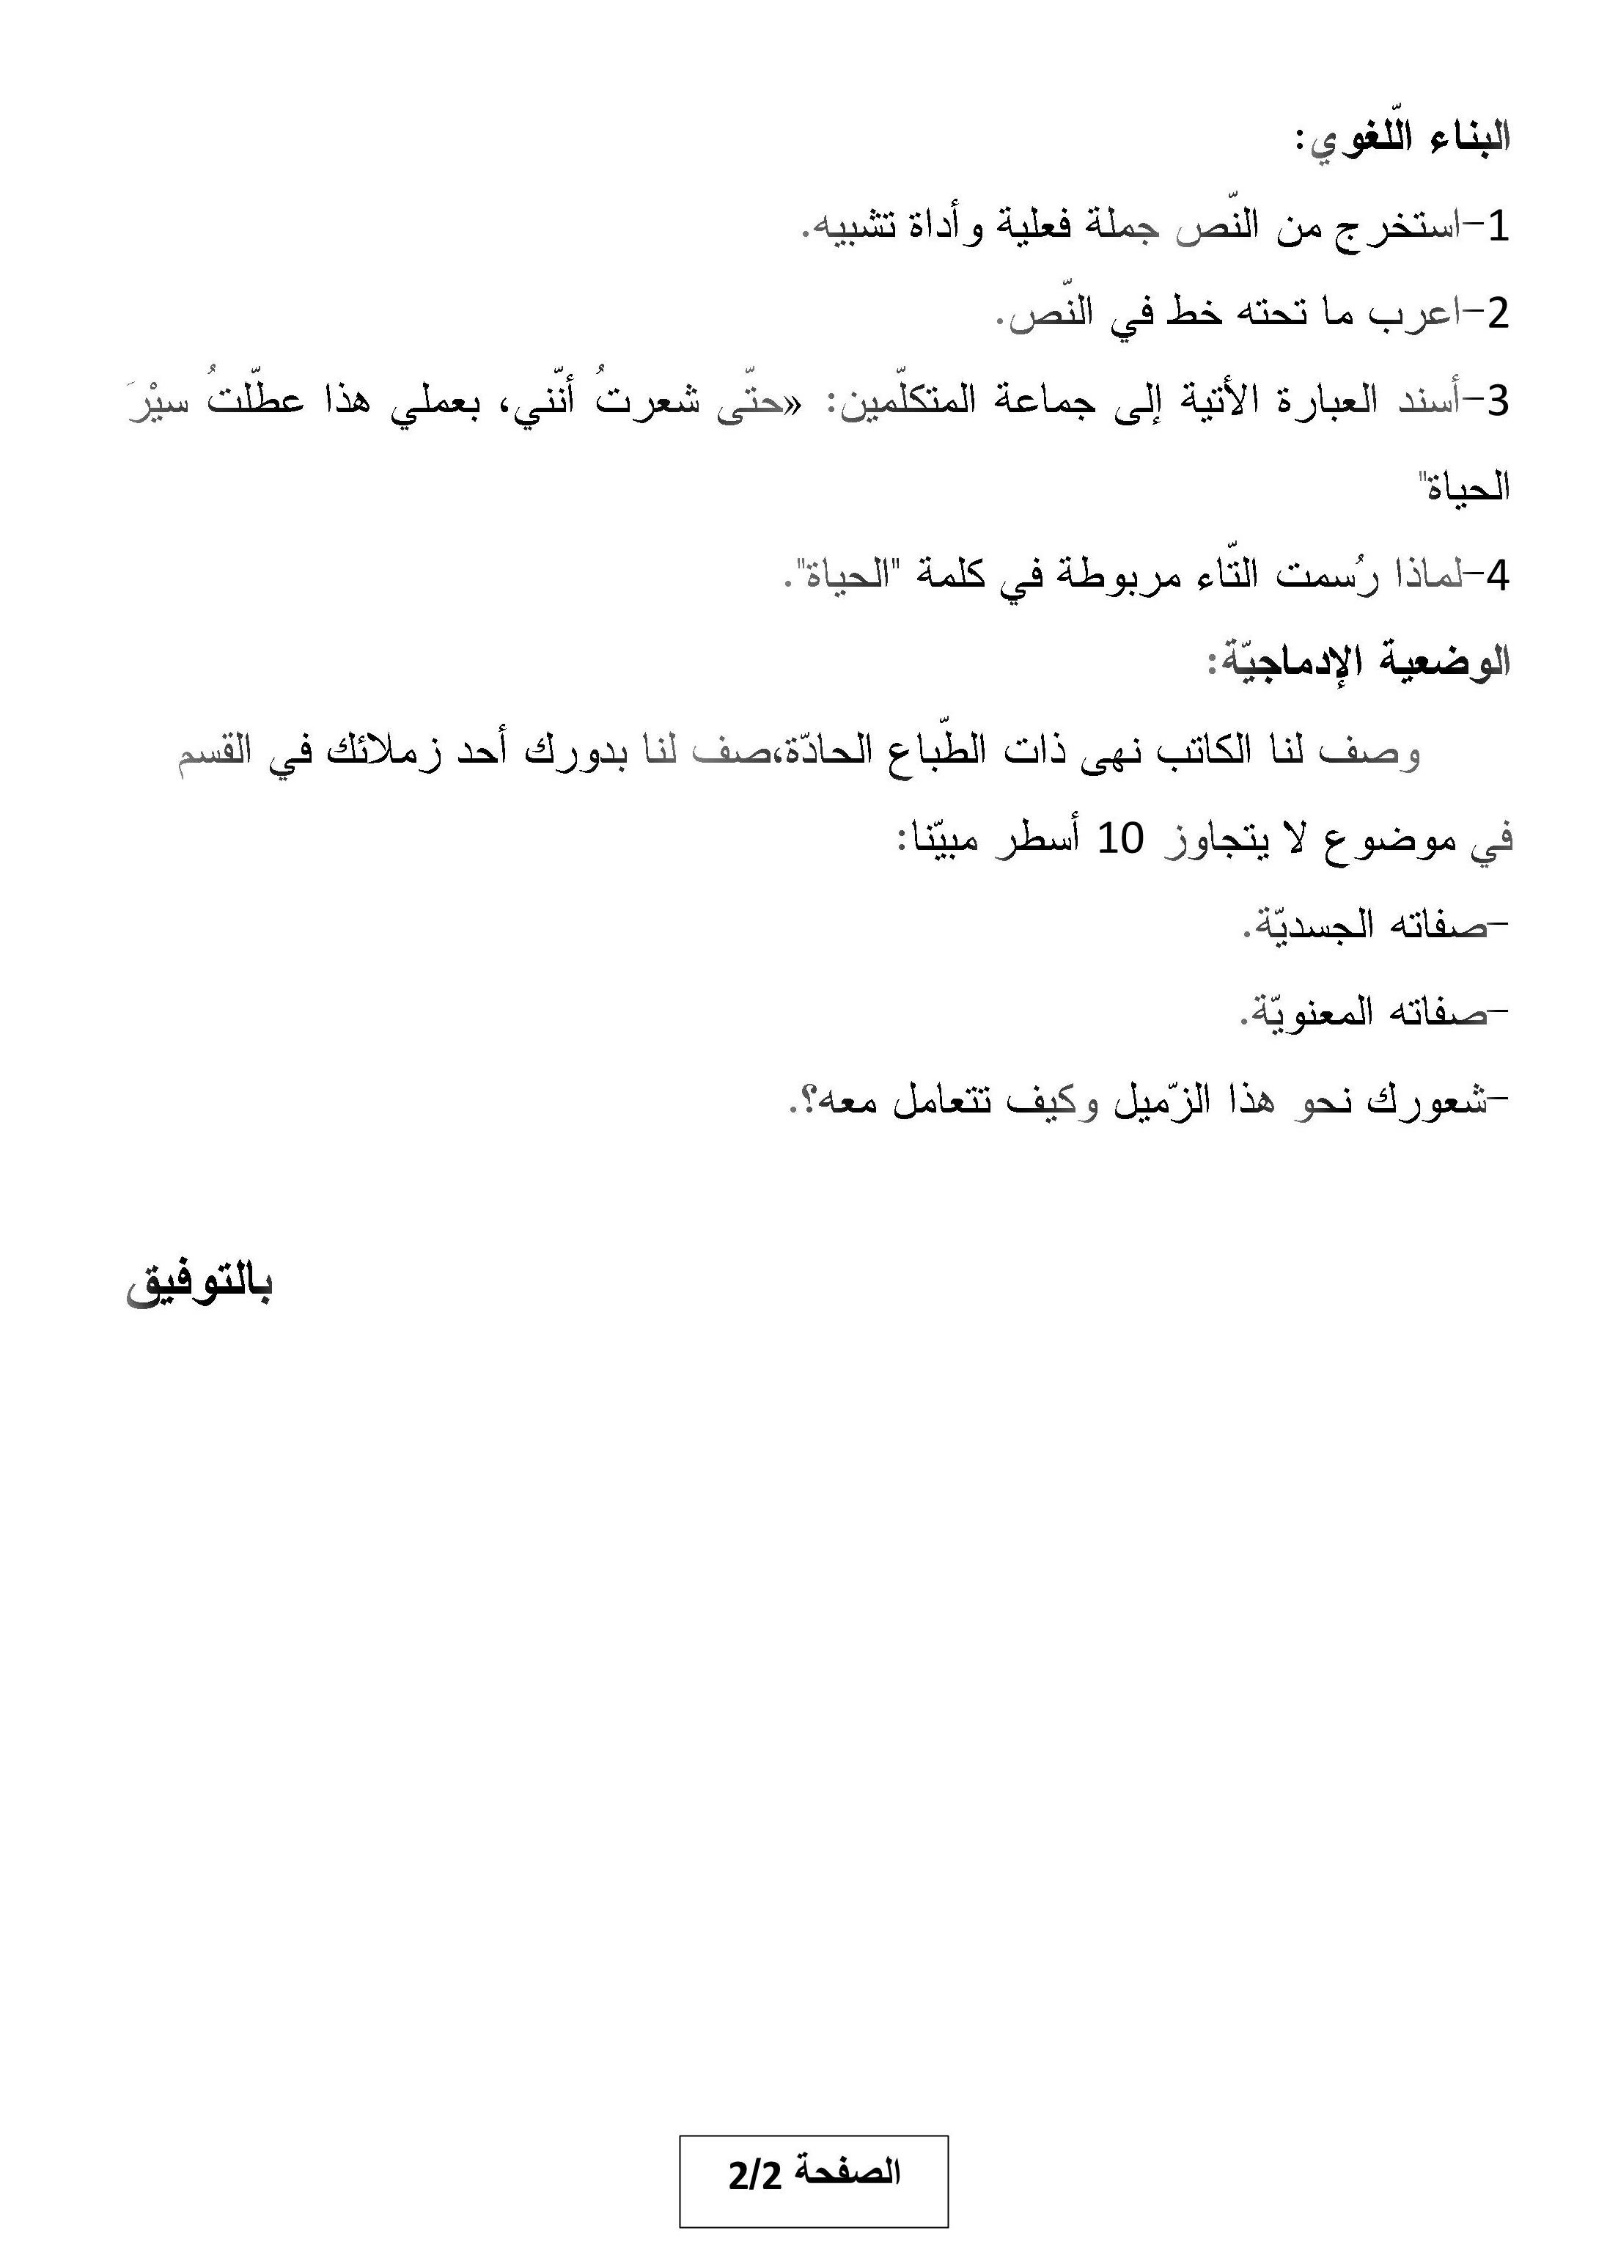 البناء اللّغوي:
1-استخرج من النّص جملة فعلية وأداة تشبيه.
2-اعرب ما تحته خط في النّص.
3-أسند العبارة الأتية إلى جماعة المتكلّمين: «حتّى شعرتُ أنّني، بعملي هذا عطّلتُ سيْرَ
الحياة"
4-لماذا رُسمت التّاء مربوطة في كلمة "الحياة".
الوضعية الإدماجيّة:
وصف لنا الكاتب نهى ذات الطّباع الحادّة،صف لنا بدورك أحد زملائك في القسم
في موضوع لا يتجاوز 10 أسطر مبيّنا:
-صفاته الجسديّة.
-صفاته المعنويّة.
-شعورك نحو هذا الزّميل وكيف تتعامل معه؟.
بالتوفيق
الصفحة 2/2